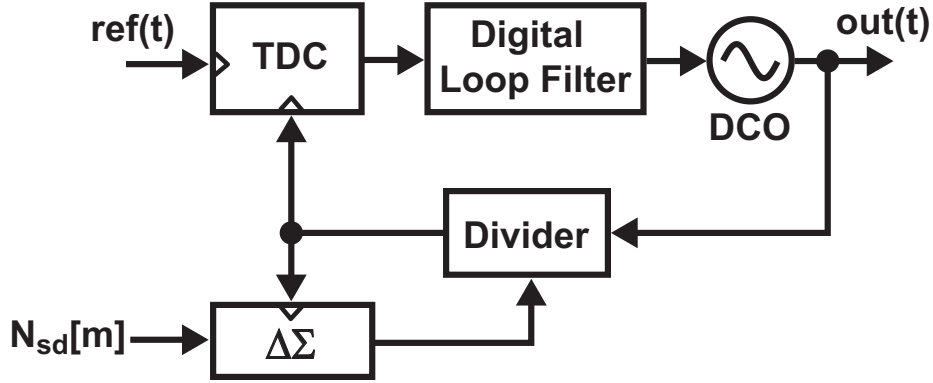 ref(t)
TDC
Digital
Loop Filter
DCO
out(t)
Divider
N_sd[m]
ΔΣ